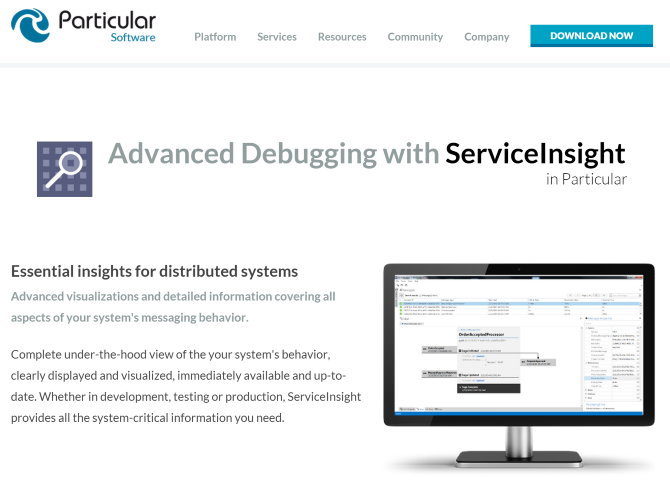 Particular
Software
Platform Services Resources Community Company DOWNLOAD NOW
Advanced Debugging with ServiceInsight
in Particular
Essential insights for distributed systems
Advanced visualizations and detailed information covering all
aspects of your system's messaging behavior.
Complete under-the-hood view of the your system's behavior,
clearly displayed and visualized, immediately available and up-to-
date. Whether in development, testing or production, ServiceInsight
provides all the system-critical information you need.
OrderAcceptedProcessor